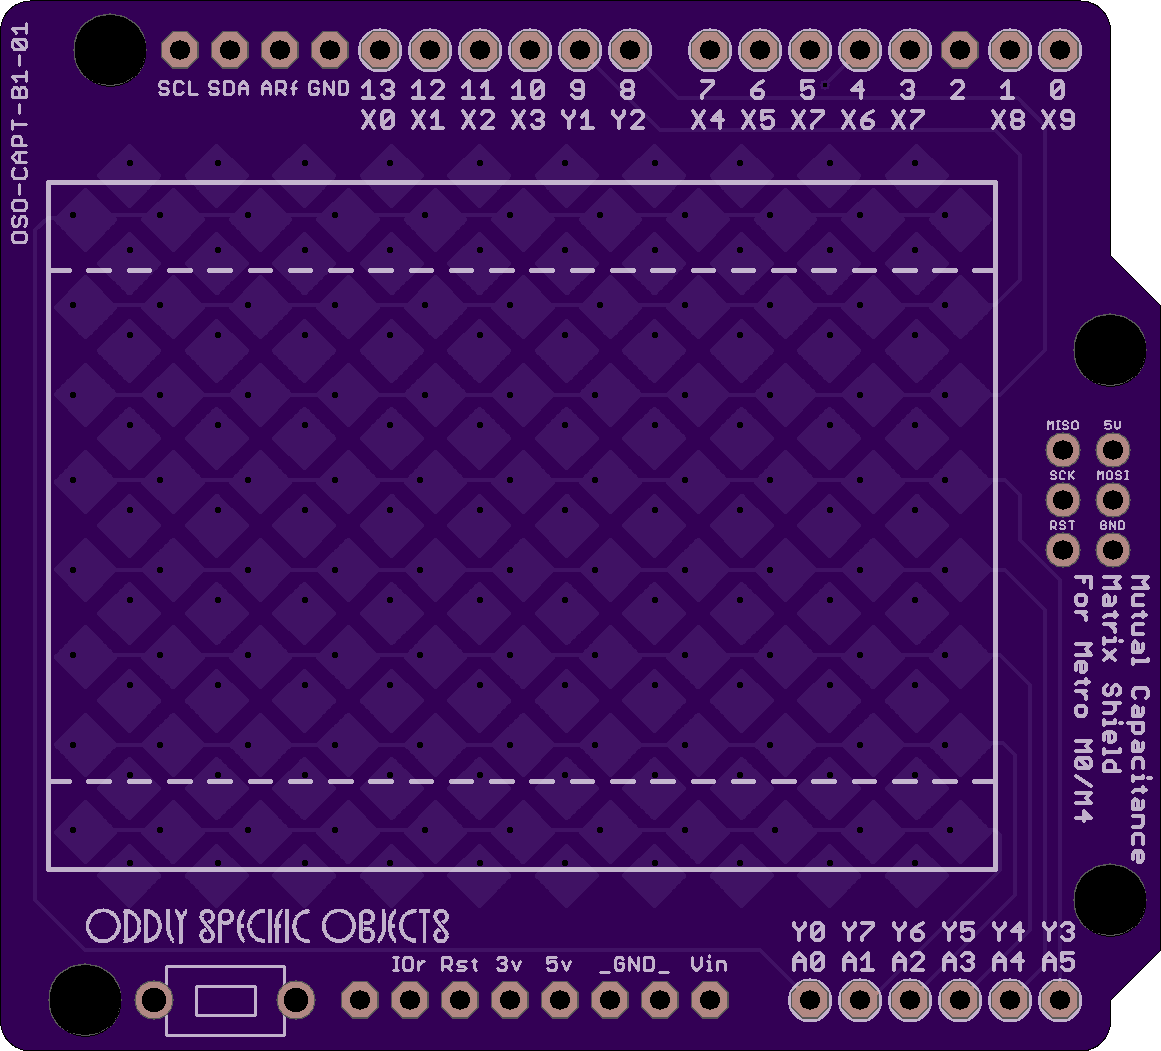 OSO-CAPT-B1-01
SCL SDA ARf GND 13 12 11 10 9 8 7 6 5 4 3 2 1 0
X0 X1 X2 X3 Y1 Y2 X4 X5 X7 X6 X7 X8 X9
MISO 5V
SCK MOSI
RST GND
Mutual Capacitance
Matrix Shield
For Metro M0/M4
ODDLY SPECIFIC OBJECTS
Y0 Y7 Y6 Y5 Y4 Y3
IOr Rst 3v 5v _GND_ Vin A0 A1 A2 A3 A4 A5